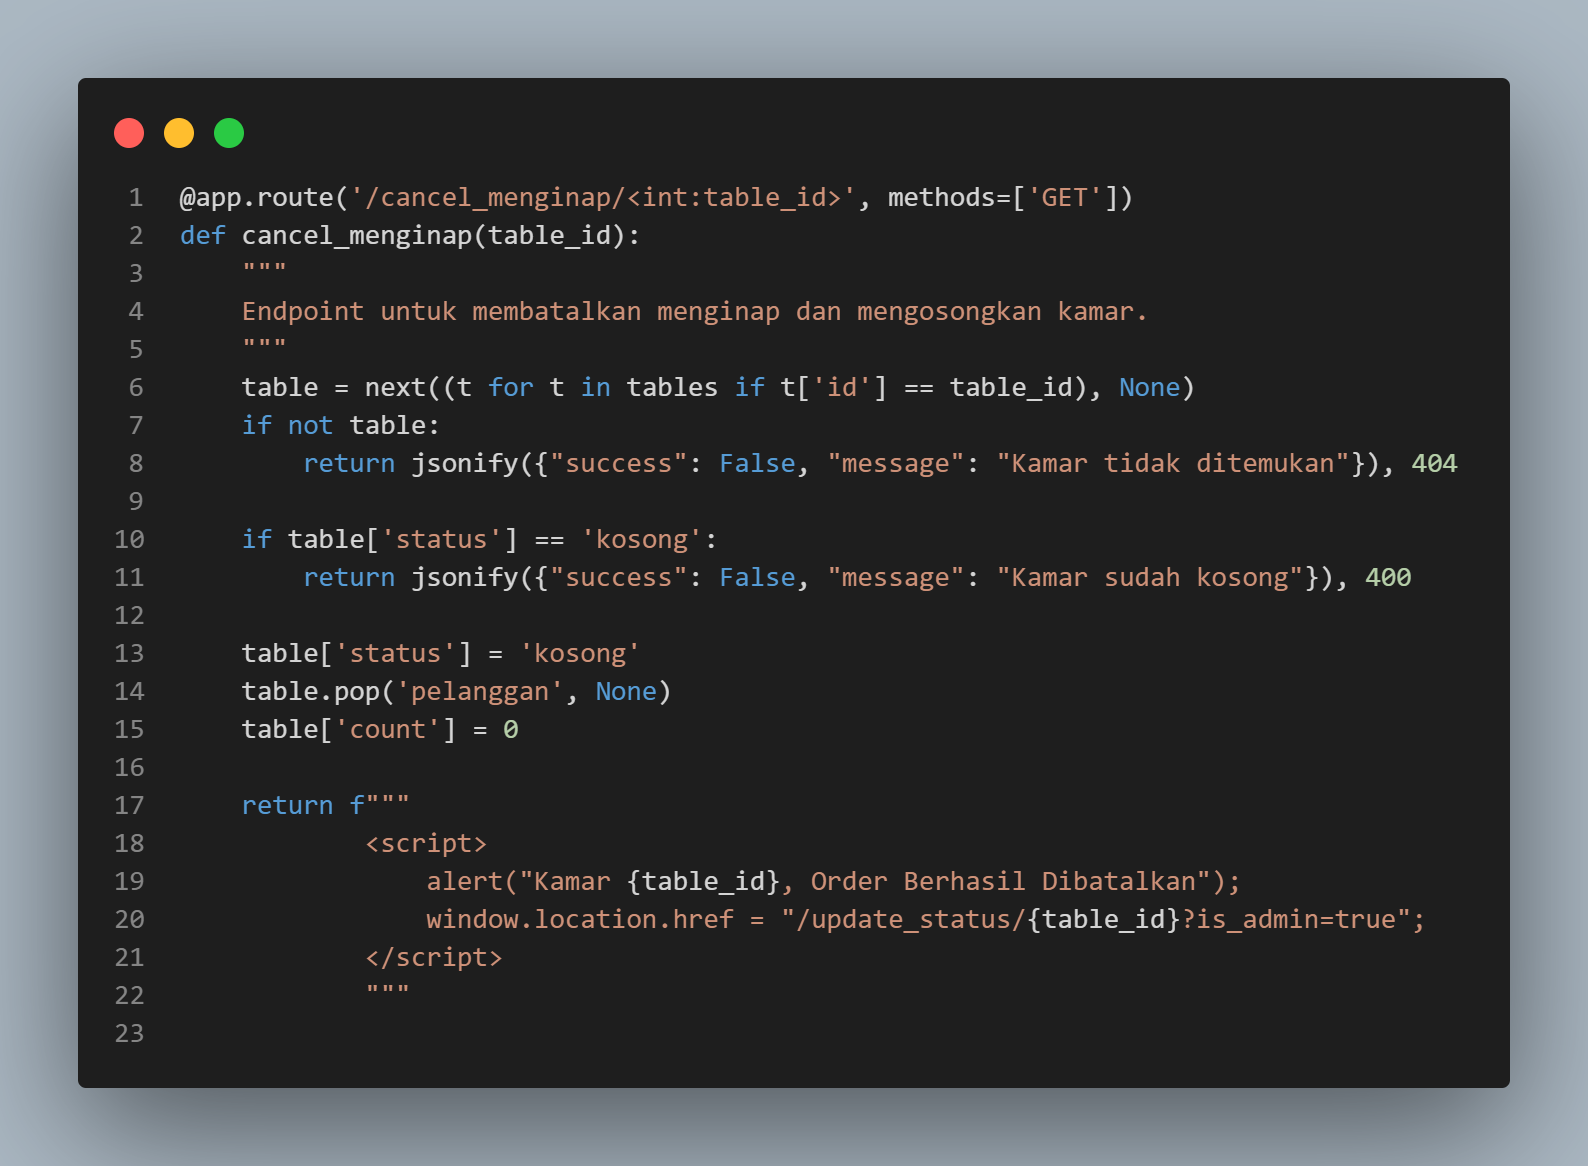 1 @app.route('/cancel_menginap/<int:table_id>', methods=['GET'])
2 def cancel_menginap(table_id):
3     """
4     Endpoint untuk membatalkan menginap dan mengosongkan kamar.
5     """
6     table = next((t for t in tables if t['id'] == table_id), None)
7     if not table:
8         return jsonify({"success": False, "message": "Kamar tidak ditemukan"}), 404
9
10     if table['status'] == 'kosong':
11         return jsonify({"success": False, "message": "Kamar sudah kosong"}), 400
12
13     table['status'] = 'kosong'
14     table.pop('pelanggan', None)
15     table['count'] = 0
16
17     return f"""
18             <script>
19                 alert("Kamar {table_id}, Order Berhasil Dibatalkan");
20                 window.location.href = "/update_status/{table_id}?is_admin=true";
21             </script>
22             """
23